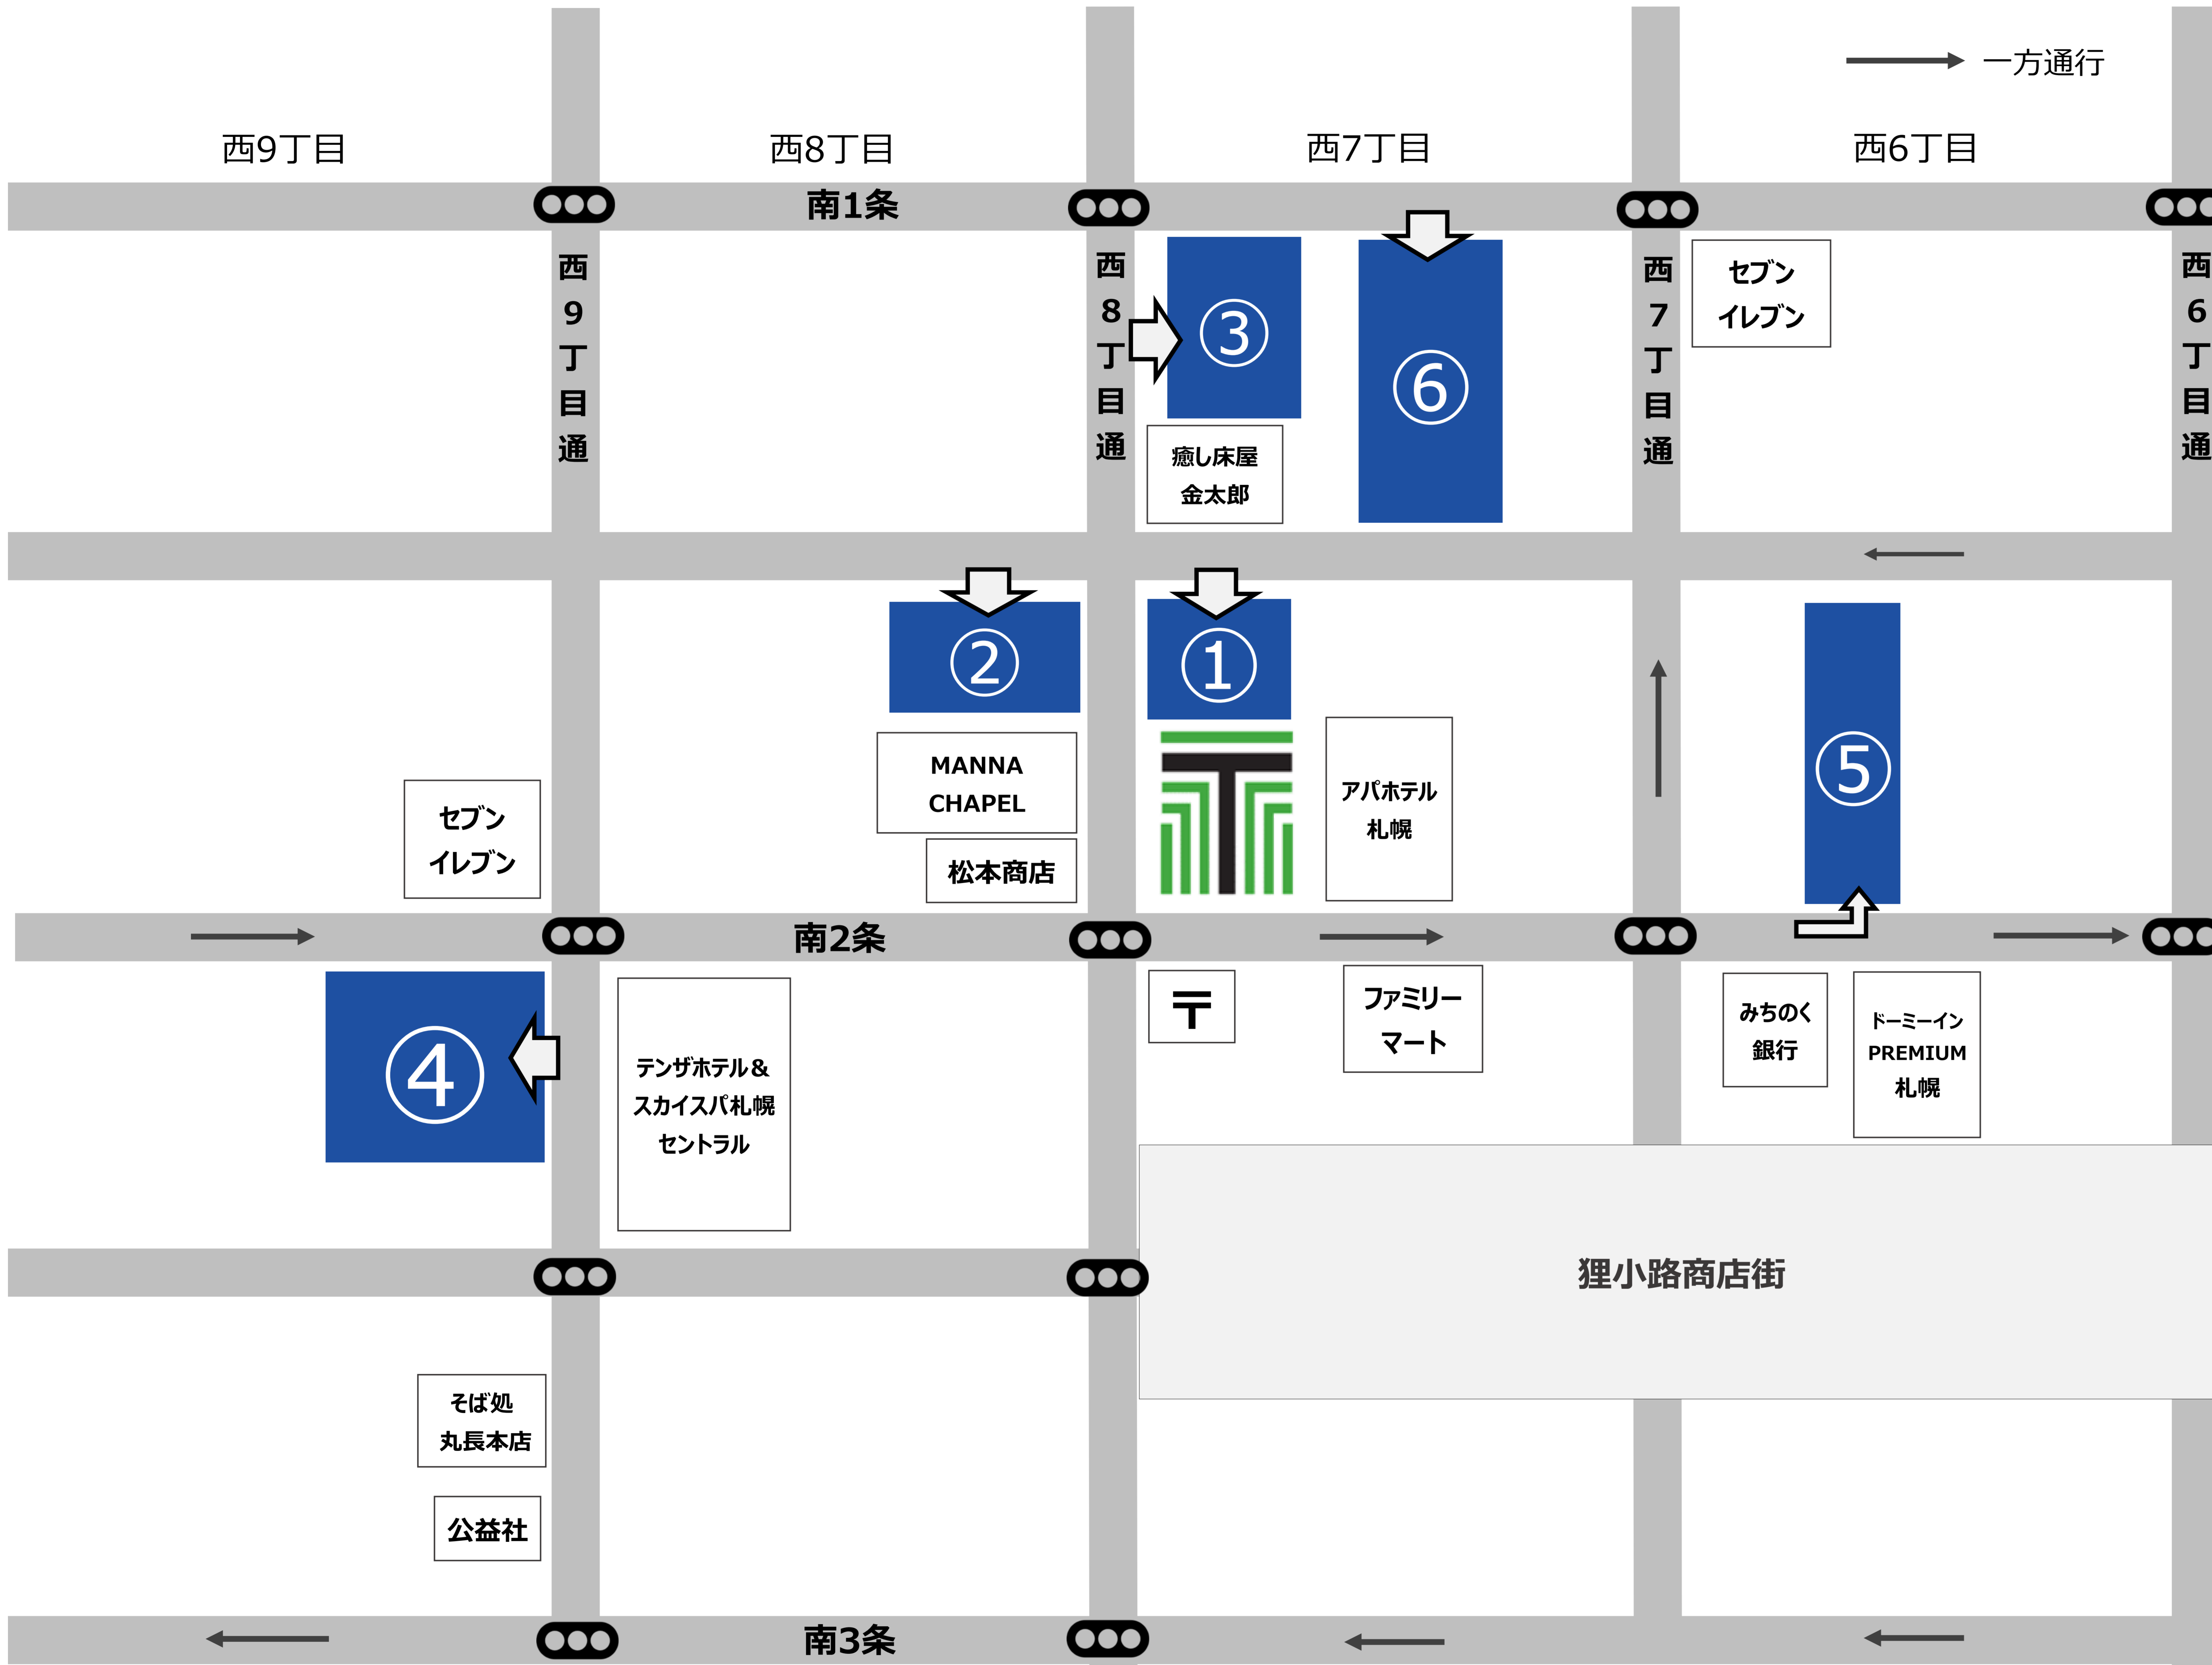 一方通行
西9丁目
西8丁目
西7丁目
西6丁目
南1条
西9丁目通
西8丁目通
西7丁目通
西6丁目通
③
⑥
セブン
イレブン
癒し床屋
金太郎
②
①
⑤
MANNA
CHAPEL
松本商店
T
アパホテル
札幌
セブン
イレブン
南2条
④
テンザホテル&
スカイスパ札幌
セントラル
〒
ファミリー
マート
みちのく
銀行
ドーミーイン
PREMIUM
札幌
狸小路商店街
そば処
丸長本店
公益社
南3条